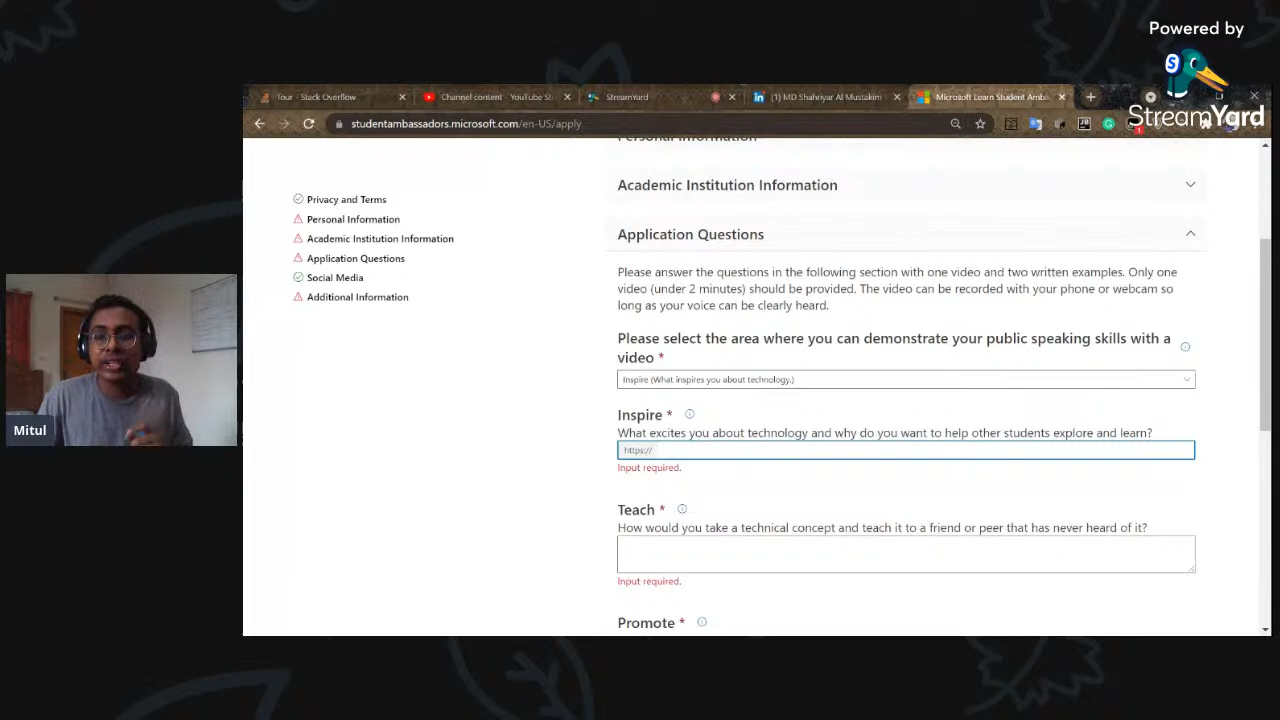 Powered by
StreamYard
Tour - Stack Overflow
Channel content - YouTube St
StreamYard
(1) MD Shahriyar Al Mustakim
Microsoft Learn Student Amb
studentambassadors.microsoft.com/en-US/apply
Personal Information
Privacy and Terms
Personal Information
Academic Institution Information
Application Questions
Social Media
Additional Information
Academic Institution Information
Application Questions
Please answer the questions in the following section with one video and two written examples. Only one
video (under 2 minutes) should be provided. The video can be recorded with your phone or webcam so
long as your voice can be clearly heard.
Please select the area where you can demonstrate your public speaking skills with a
video *
Inspire (What inspires you about technology.)
Inspire *
What excites you about technology and why do you want to help other students explore and learn?
https://
Input required.
Teach *
How would you take a technical concept and teach it to a friend or peer that has never heard of it?
Input required.
Promote *
Mitul